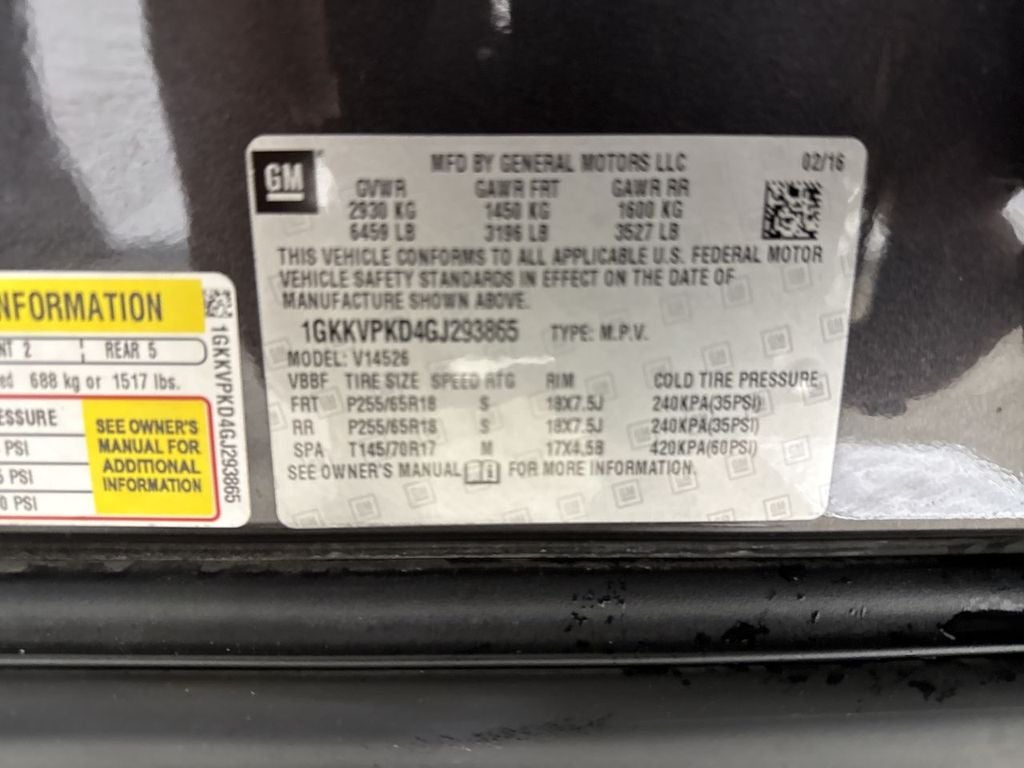 GM
MFD BY GENERAL MOTORS LLC 02/16
GVWR GAWR FRT GAWR RR
2930 KG 1450 KG 1600 KG
6459 LB 3196 LB 3527 LB
THIS VEHICLE CONFORMS TO ALL APPLICABLE U.S. FEDERAL MOTOR
VEHICLE SAFETY STANDARDS IN EFFECT ON THE DATE OF
MANUFACTURE SHOWN ABOVE.
1GKKVPKD4GJ293865 TYPE: M.P.V.
MODEL: V14526
VBBF TIRE SIZE SPEED RTG RIM COLD TIRE PRESSURE
FRT P255/65R18 S 18X7.5J 240KPA(35PSI)
RR P255/65R18 S 18X7.5J 240KPA(35PSI)
SPA T145/70R17 M 17X4.5B 420KPA(60PSI)
SEE OWNER'S MANUAL FOR MORE INFORMATION.
NFORMATION
NT 2 REAR 5
ed 688 kg or 1517 lbs.
ESSURE
PSI
5 PSI
0 PSI
SEE OWNER'S
MANUAL FOR
ADDITIONAL
INFORMATION
1GKKVPKD4GJ293865